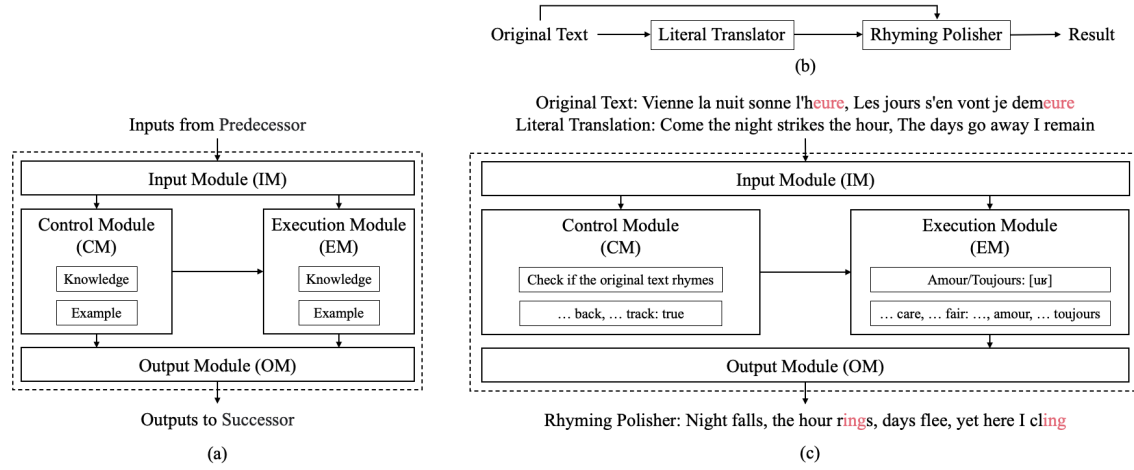 Original Text
Literal Translator
Rhyming Polisher
Result
(b)
Inputs from Predecessor
Input Module (IM)
Control Module
(CM)
Knowledge
Example
Execution Module
(EM)
Knowledge
Example
Output Module (OM)
Outputs to Successor
(a)
Original Text: Vienne la nuit sonne l'heure, Les jours s'en vont je demeure
Literal Translation: Come the night strikes the hour, The days go away I remain
Input Module (IM)
Control Module
(CM)
Check if the original text rhymes
… back, … track: true
Execution Module
(EM)
Amour/Toujours: [uʁ]
… care, … fair: …, amour, … toujours
Output Module (OM)
Rhyming Polisher: Night falls, the hour rings, days flee, yet here I cling
(c)